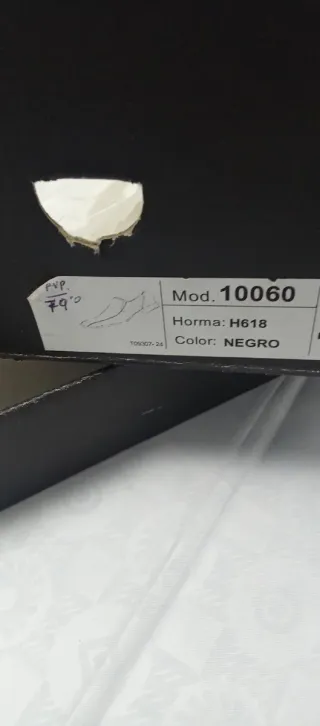 PVP.
79'0
Mod. 10060
Horma: H618
Color: NEGRO